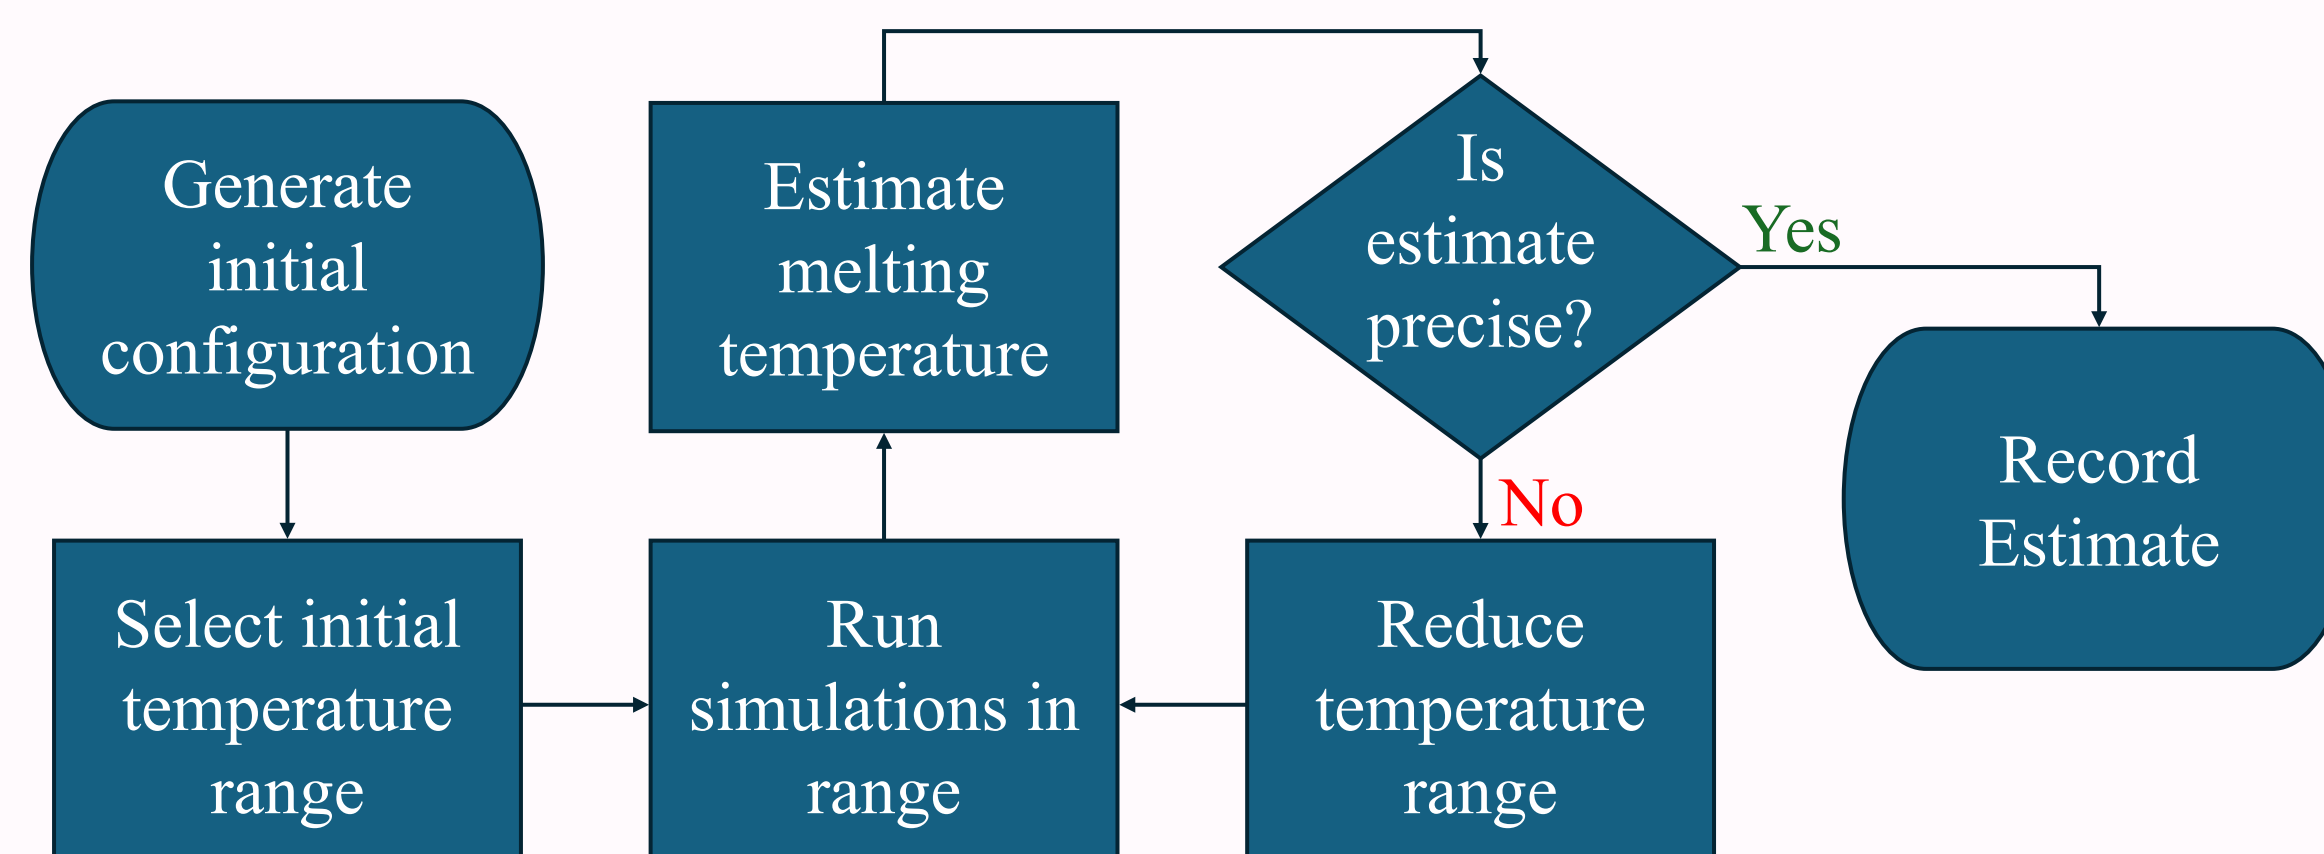 Generate
initial
configuration
Select initial
temperature
range
Run
simulations in
range
Estimate
melting
temperature
Is
estimate
precise?
Yes
No
Reduce
temperature
range
Record
Estimate